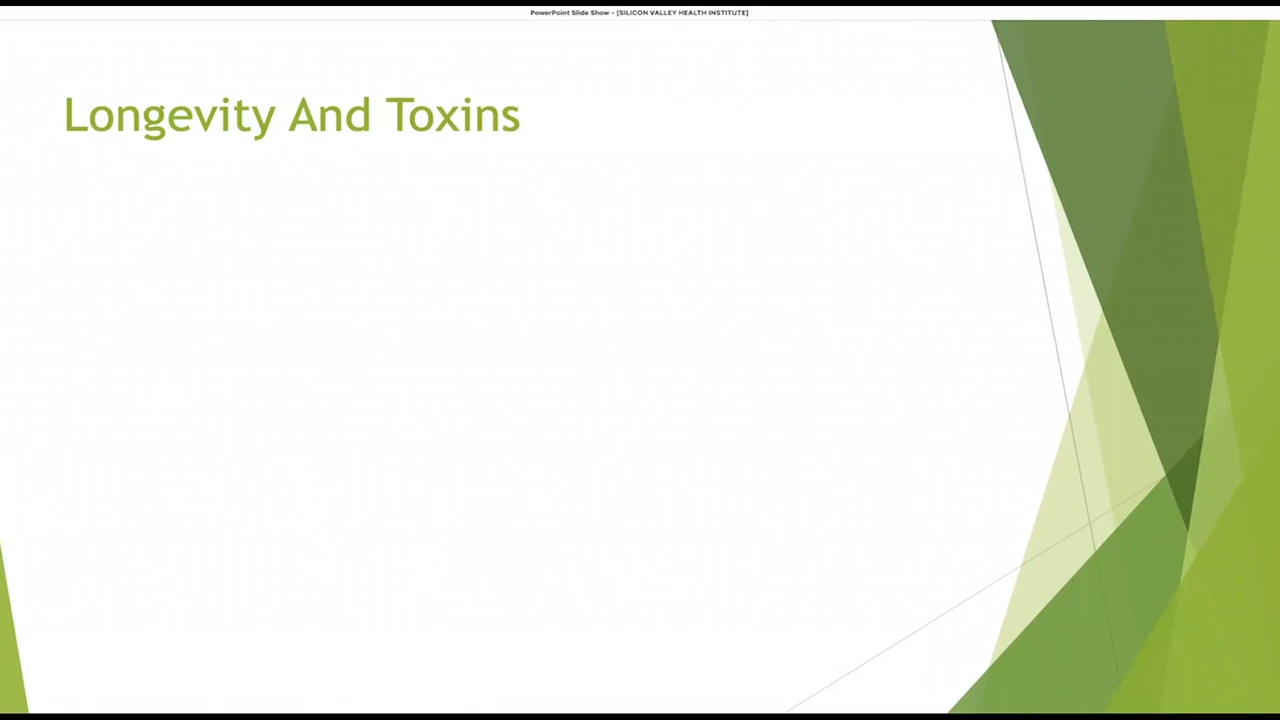 PowerPoint Slide Show - [SILICON VALLEY HEALTH INSTITUTE]
Longevity And Toxins